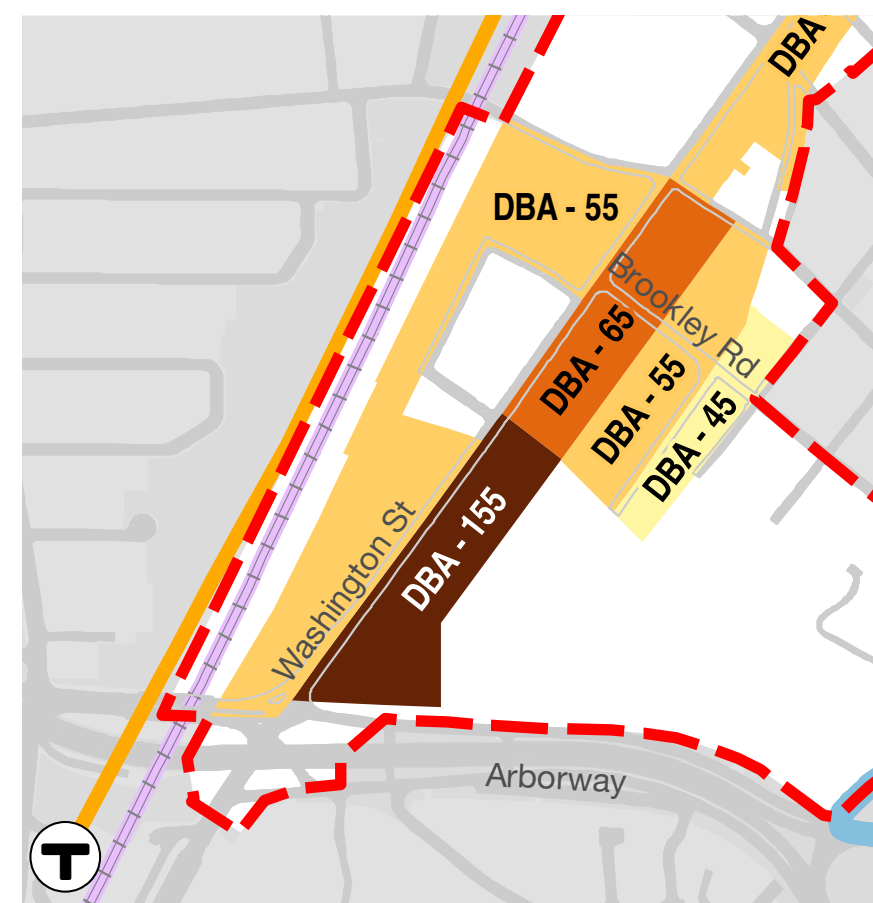 DBA
DBA - 55
Brookley Rd
DBA - 65
DBA - 55
DBA - 45
DBA - 155
Washington St
Arborway
T